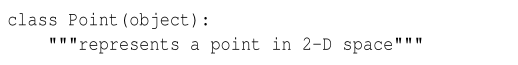 class Point(object):
    """represents a point in 2-D space"""